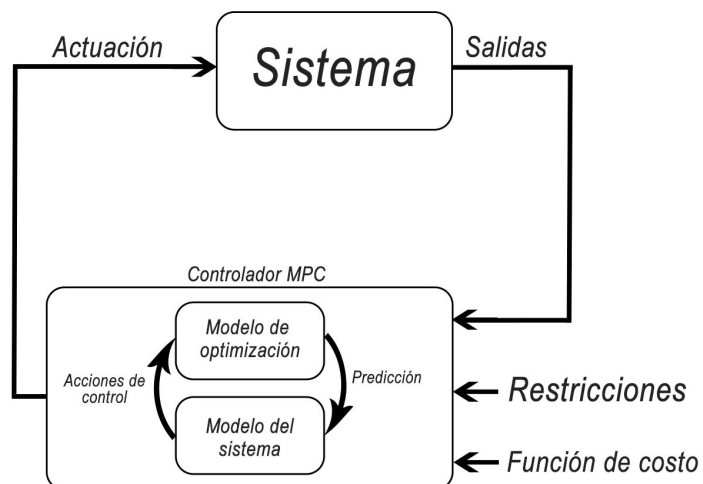 Actuación
Sistema
Salidas
Controlador MPC
Modelo de
optimización
Acciones de
control
Predicción
Modelo del
sistema
Restricciones
Función de costo